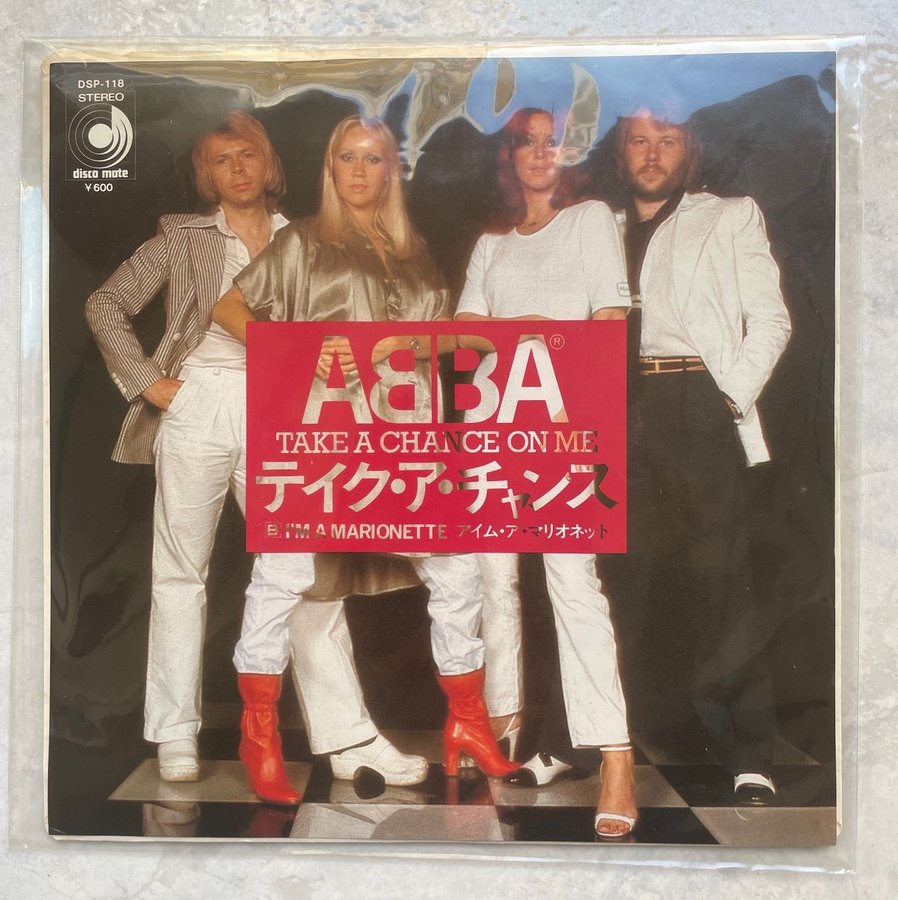 DSP-118
STEREO
disco mate
￥600
ABBA®
TAKE A CHANCE ON ME
テイク・ア・チャンス
B I'M A MARIONETTE アイム・ア・マリオネット